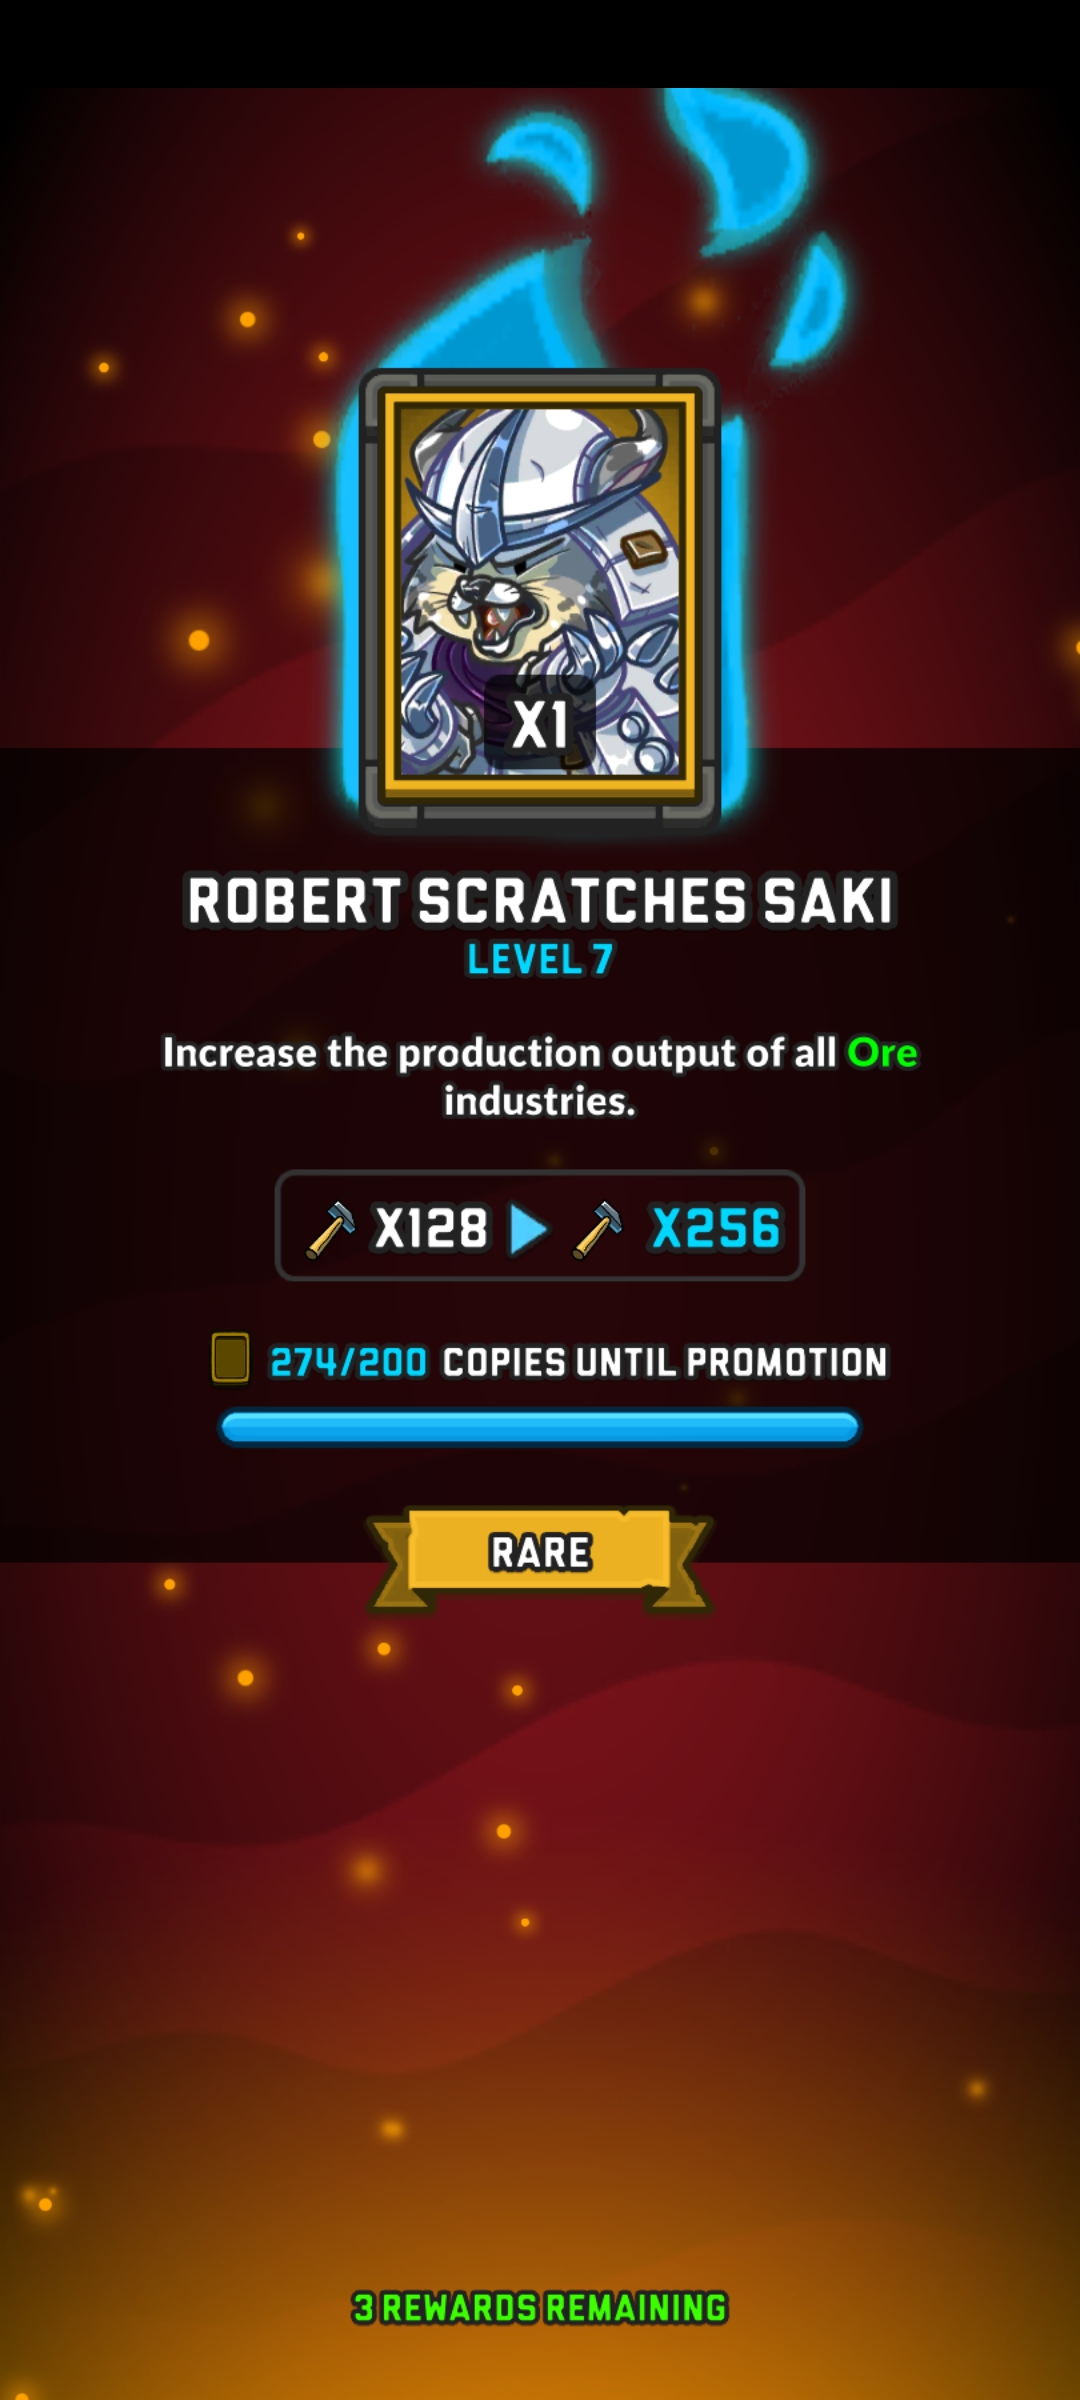 X1
ROBERT SCRATCHES SAKI
LEVEL 7
Increase the production output of all Ore
industries.
X128 X256
274/200 COPIES UNTIL PROMOTION
RARE
3 REWARDS REMAINING